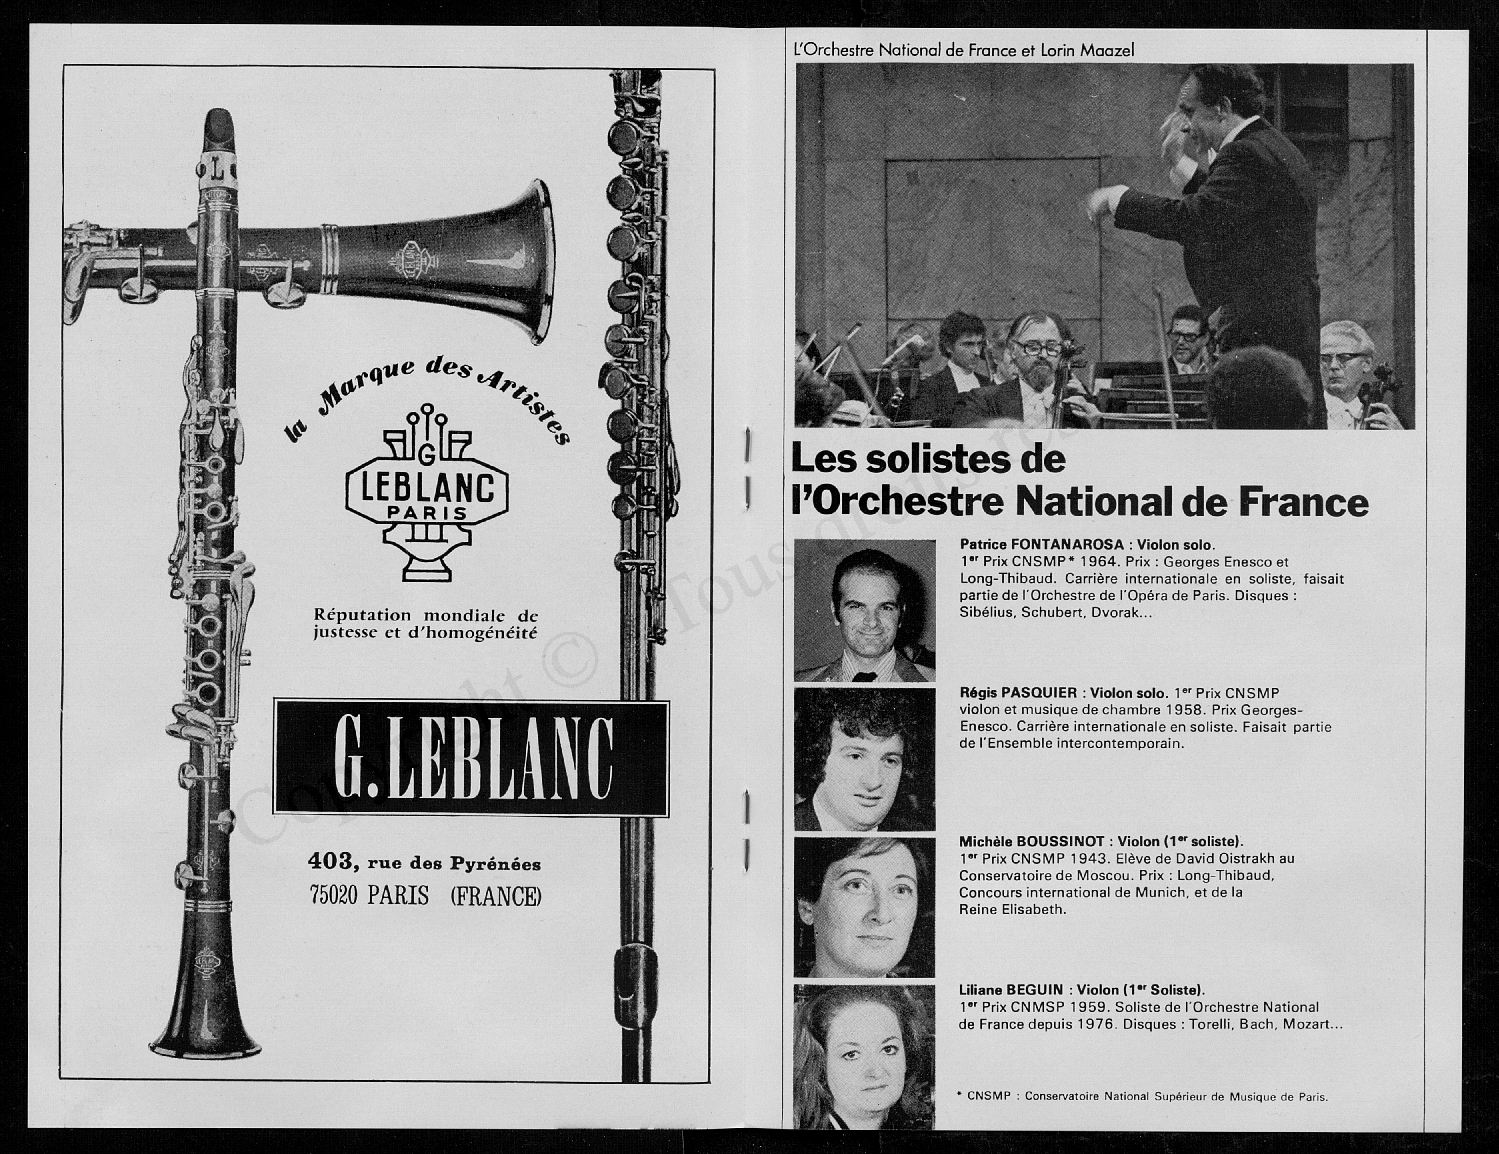 L
LEBLANC
la Marque des Artistes
G
LEBLANC
PARIS
Réputation mondiale de
justesse et d'homogénéité
G.LEBLANC
403, rue des Pyrénées
75020 PARIS (FRANCE)
L'Orchestre National de France et Lorin Maazel
Les solistes de
l'Orchestre National de France
Patrice FONTANAROSA : Violon solo.
1er Prix CNSMP* 1964. Prix : Georges Enesco et
Long-Thibaud. Carrière internationale en soliste, faisait
partie de l'Orchestre de l'Opéra de Paris. Disques :
Sibélius, Schubert, Dvorak...
Régis PASQUIER : Violon solo. 1er Prix CNSMP
violon et musique de chambre 1958. Prix Georges-
Enesco. Carrière internationale en soliste. Faisait partie
de l'Ensemble intercontemporain.
Michèle BOUSSINOT : Violon (1er soliste).
1er Prix CNSMP 1943. Elève de David Oistrakh au
Conservatoire de Moscou. Prix : Long-Thibaud,
Concours international de Munich, et de la
Reine Elisabeth.
Liliane BEGUIN : Violon (1er Soliste).
1er Prix CNMSP 1959. Soliste de l'Orchestre National
de France depuis 1976. Disques : Torelli, Bach, Mozart...
* CNSMP : Conservatoire National Supérieur de Musique de Paris.
Copyright © Tous droits res